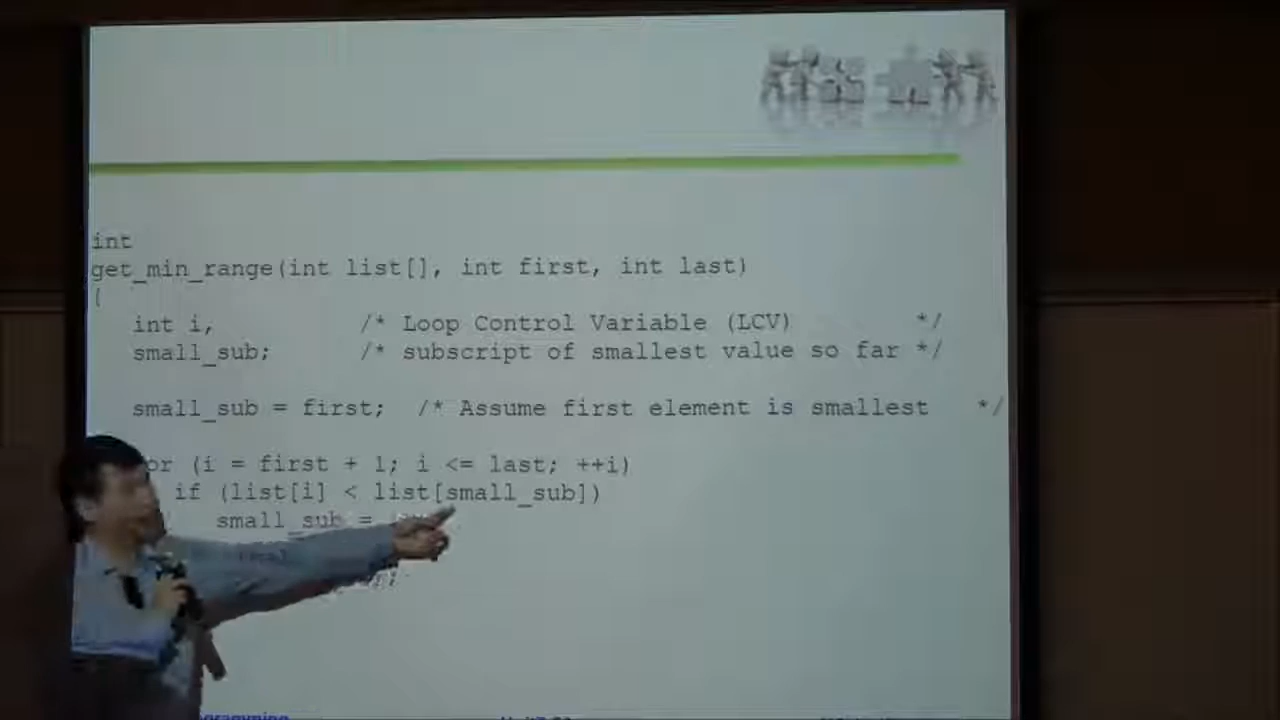 int
get_min_range(int list[], int first, int last)
{
int i, /* Loop Control Variable (LCV) */
small_sub; /* subscript of smallest value so far */
small_sub = first; /* Assume first element is smallest */
or (i = first + 1; i <= last; ++i)
if (list[i] < list[small_sub])
small_sub =